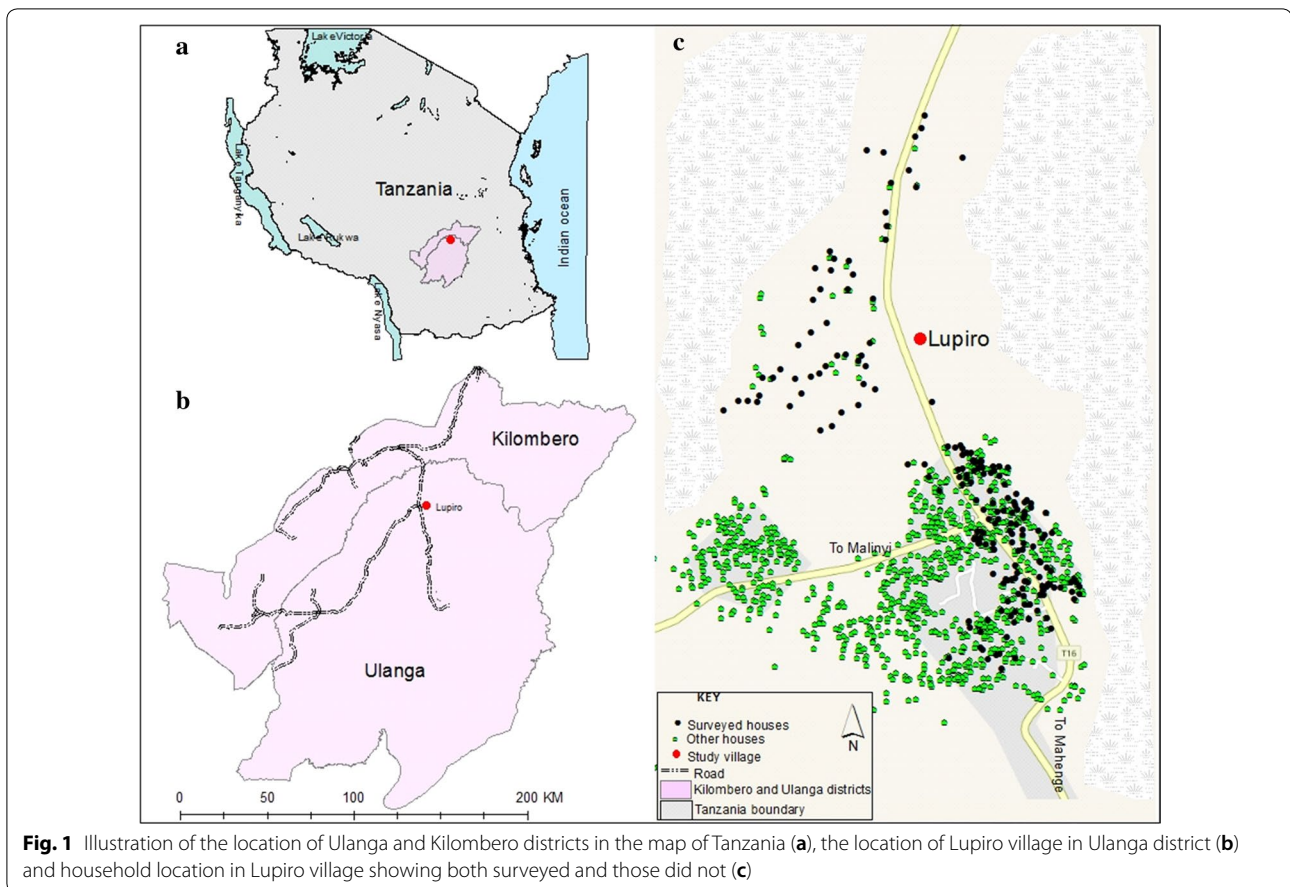 a
Lake Victoria
Tanzania
Lake Tanganyika
Lake Rukwa
Lake Nyasa
Indian ocean
b
Kilombero
Lupiro
Ulanga
0 50 100 200 KM
c
Lupiro
To Malinyi
T16
To Mahenge
KEY
Surveyed houses
Other houses
Study village
Road
Kilombero and Ulanga districts
Tanzania boundary
N
Fig. 1 Illustration of the location of Ulanga and Kilombero districts in the map of Tanzania (a), the location of Lupiro village in Ulanga district (b)
and household location in Lupiro village showing both surveyed and those did not (c)